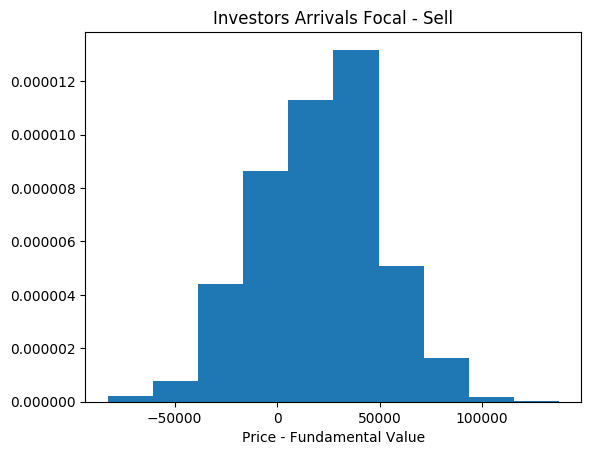 Investors Arrivals Focal - Sell
0.000012
0.000010
0.000008
0.000006
0.000004
0.000002
0.000000
−50000 0 50000 100000
Price - Fundamental Value